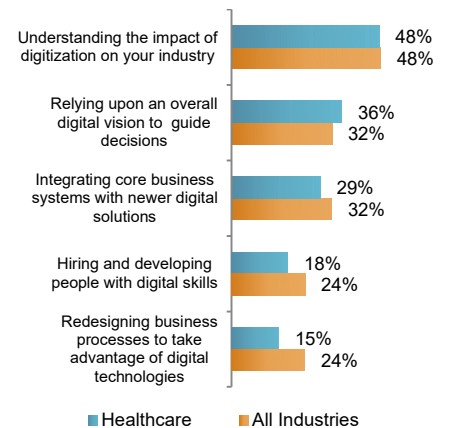 Understanding the impact of
digitization on your industry
48%
48%
Relying upon an overall
digital vision to guide
decisions
36%
32%
Integrating core business
systems with newer digital
solutions
29%
32%
Hiring and developing
people with digital skills
18%
24%
Redesigning business
processes to take
advantage of digital
technologies
15%
24%
Healthcare
All Industries